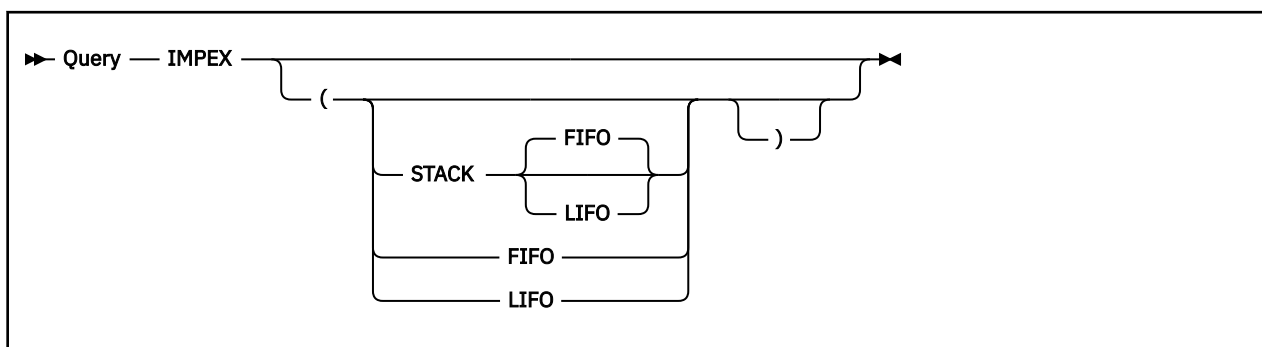 Query IMPEX
(
)
FIFO
STACK
LIFO
FIFO
LIFO